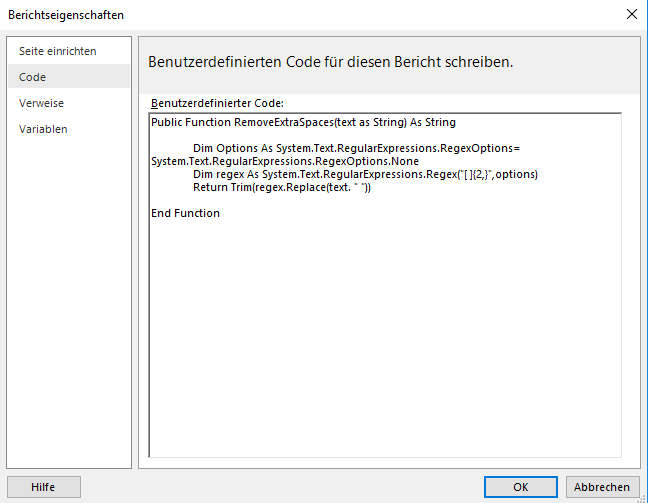 Berichtseigenschaften
Seite einrichten
Code
Verweise
Variablen
Benutzerdefinierten Code für diesen Bericht schreiben.
Benutzerdefinierter Code:
Public Function RemoveExtraSpaces(text as String) As String
Dim Options As System.Text.RegularExpressions.RegexOptions=
System.Text.RegularExpressions.RegexOptions.None
Dim regex As System.Text.RegularExpressions.Regex("[ ]{2,}",options)
Return Trim(regex.Replace(text. " "))
End Function
Hilfe
OK
Abbrechen